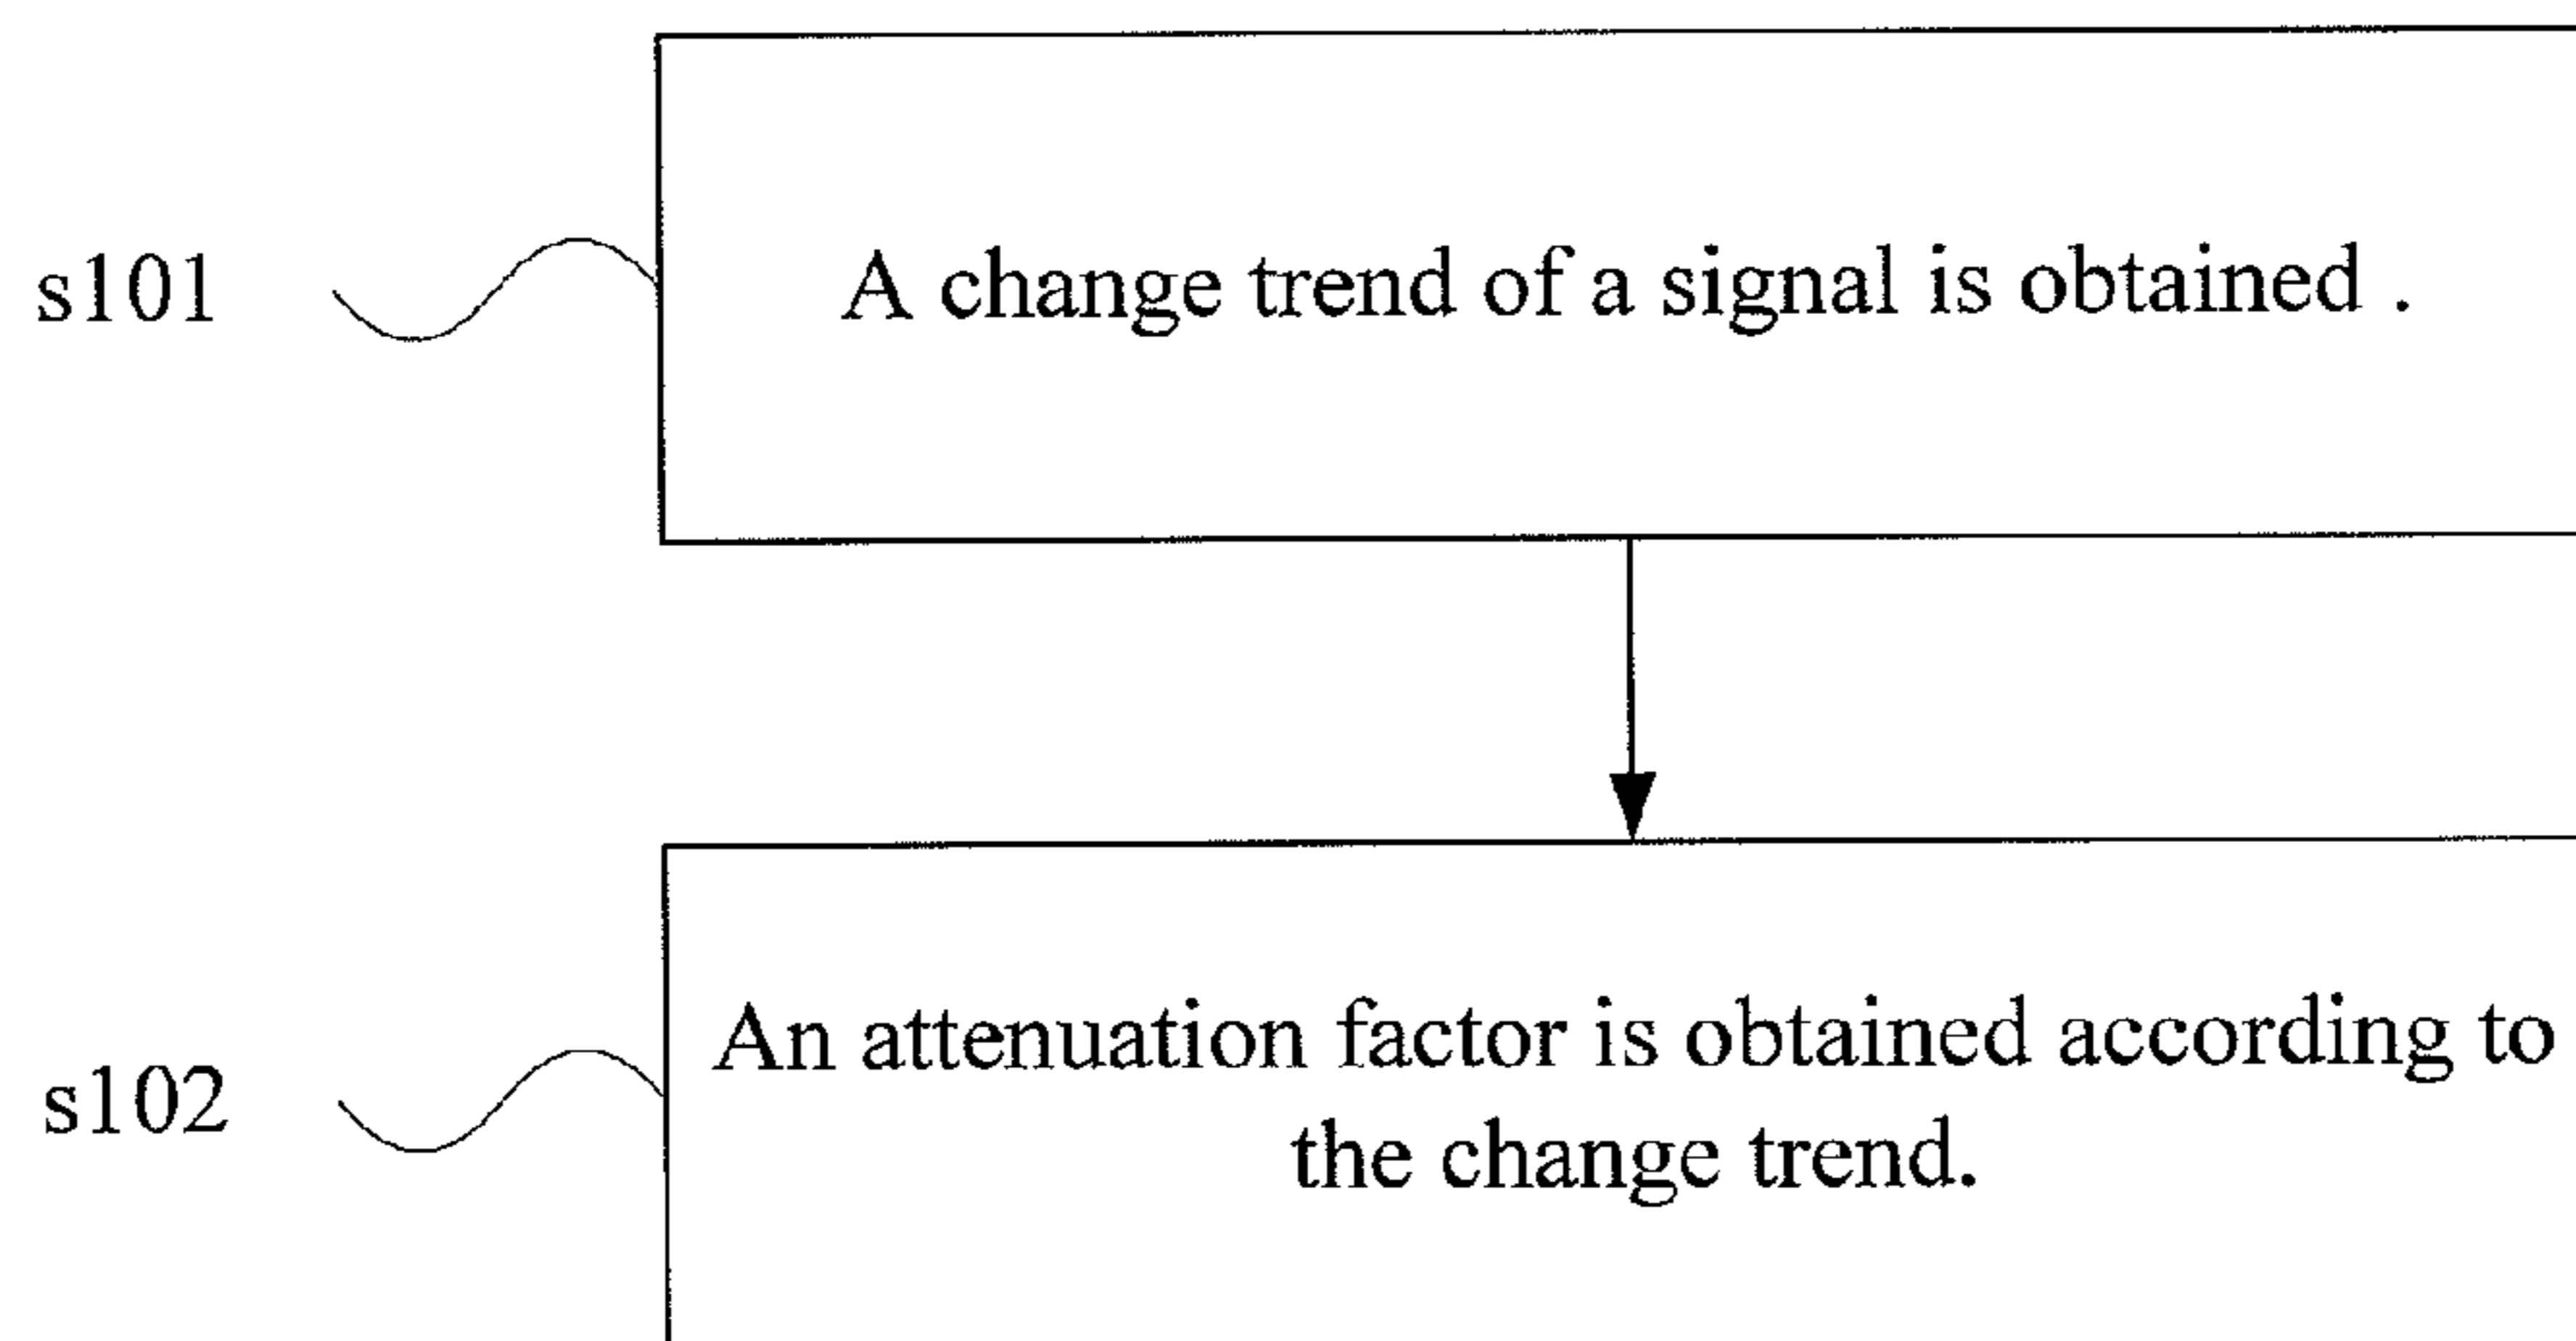 s101
A change trend of a signal is obtained .
s102
An attenuation factor is obtained according to
the change trend.